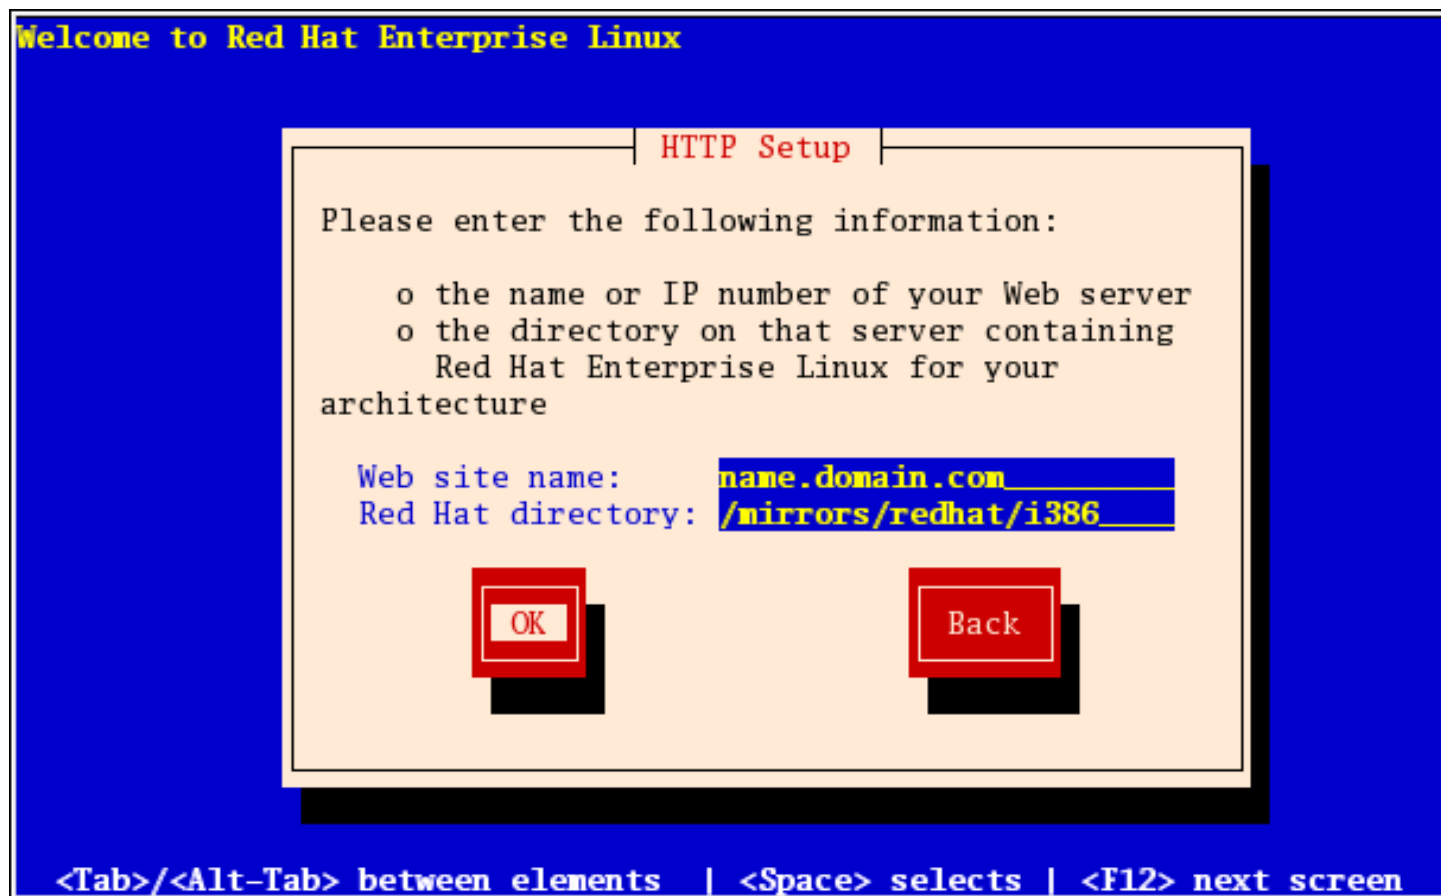 Welcome to Red Hat Enterprise Linux
HTTP Setup
Please enter the following information:
o the name or IP number of your Web server
o the directory on that server containing
Red Hat Enterprise Linux for your
architecture
Web site name: name.domain.com
Red Hat directory: /mirrors/redhat/i386
OK Back
<Tab>/<Alt-Tab> between elements | <Space> selects | <F12> next screen